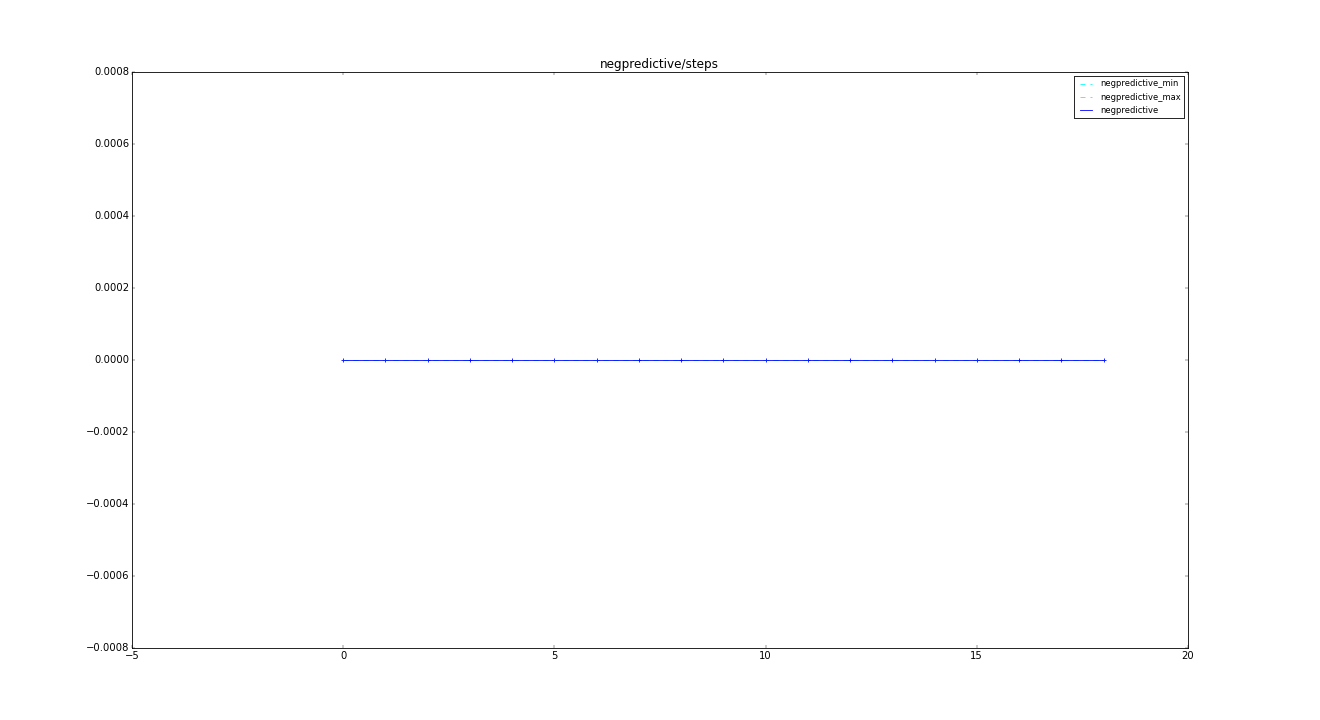 negpredictive/steps
0.0008
negpredictive_min
negpredictive_max
negpredictive
0.0006
0.0004
0.0002
0.0000
−0.0002
−0.0004
−0.0006
−0.0008
−5 0 5 10 15 20